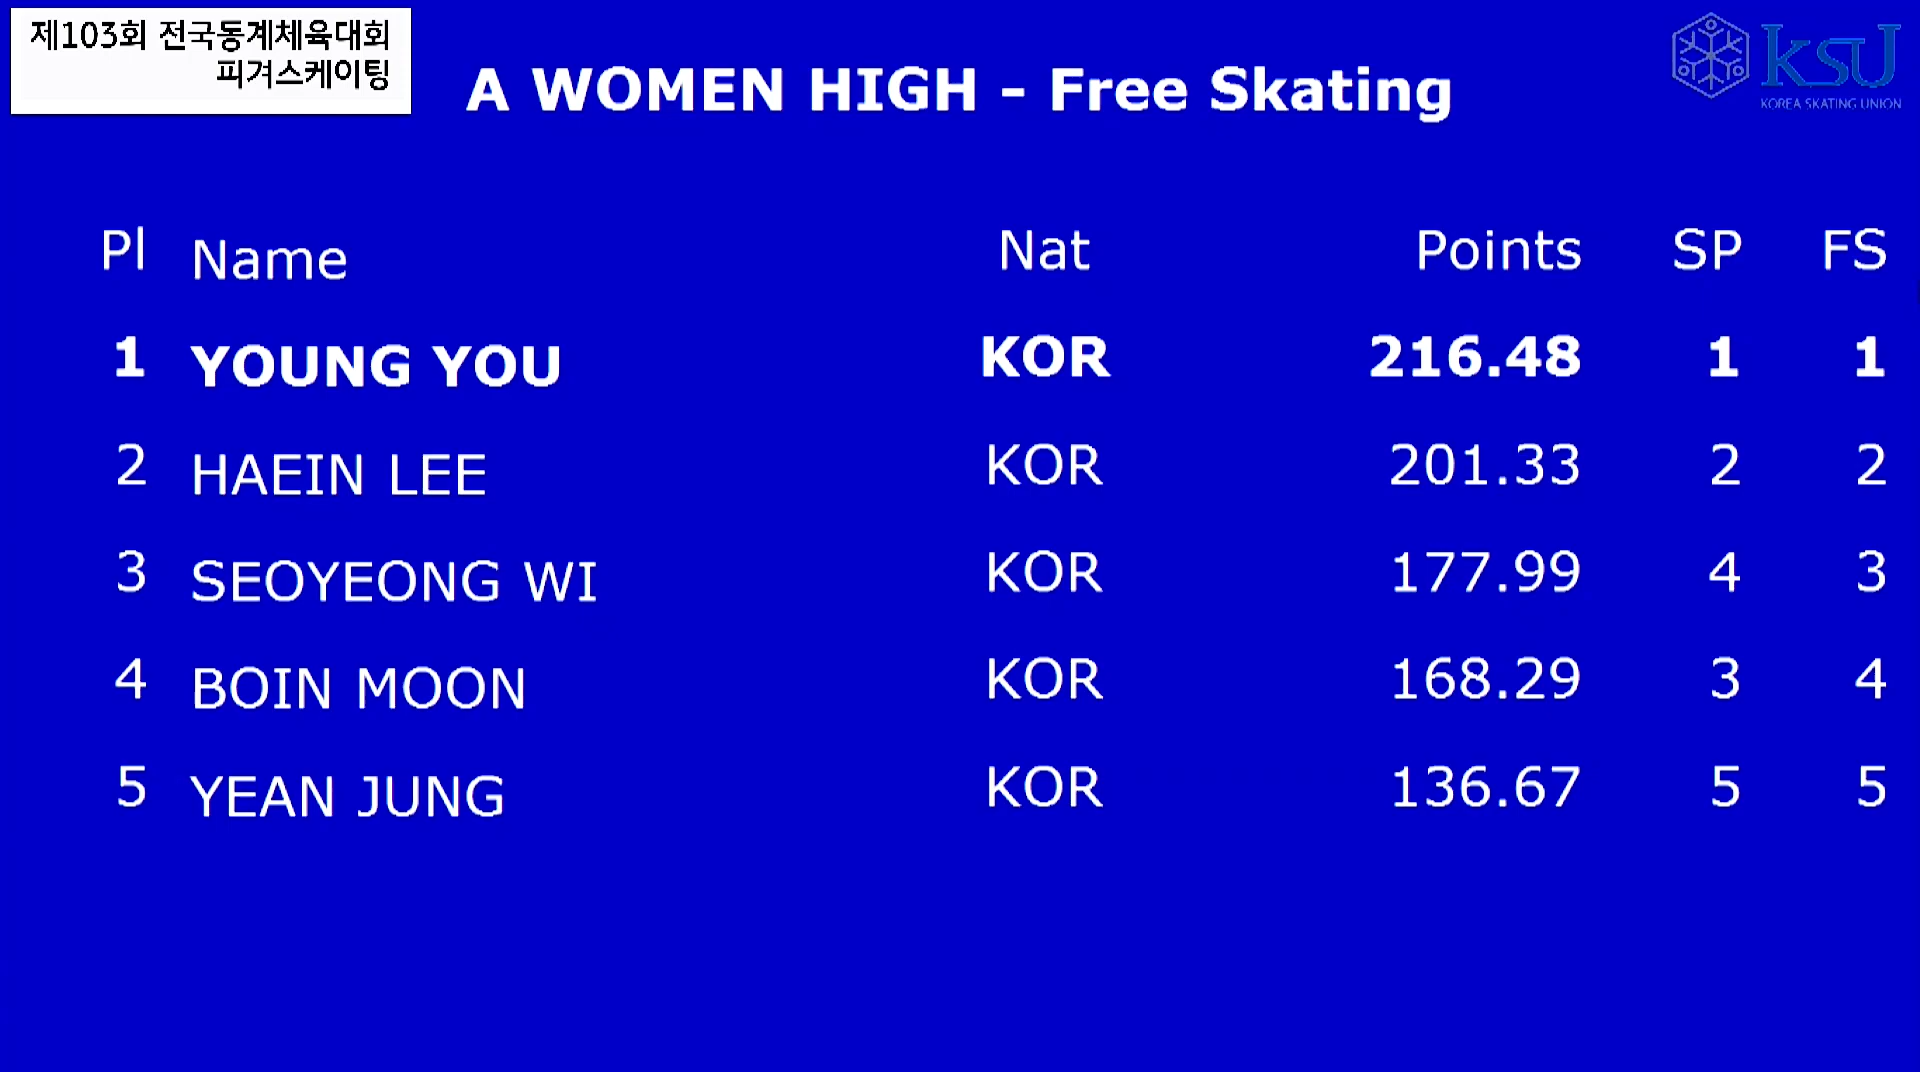 제103회 전국동계체육대회
피겨스케이팅
A WOMEN HIGH - Free Skating
KSU
KOREA SKATING UNION
Pl Name Nat Points SP FS
1 YOUNG YOU KOR 216.48 1 1
2 HAEIN LEE KOR 201.33 2 2
3 SEOYEONG WI KOR 177.99 4 3
4 BOIN MOON KOR 168.29 3 4
5 YEAN JUNG KOR 136.67 5 5